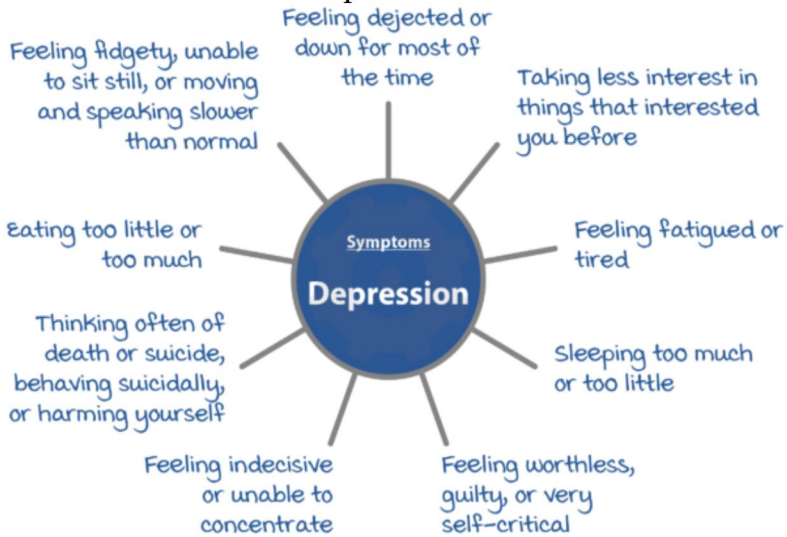 Feeling dejected or
down for most of
the time
Taking less interest in
things that interested
you before
Feeling fatigued or
tired
Sleeping too much
or too little
Feeling worthless,
guilty, or very
self-critical
Feeling indecisive
or unable to
concentrate
Thinking often of
death or suicide,
behaving suicidally,
or harming yourself
Eating too little or
too much
Feeling fidgety, unable
to sit still, or moving
and speaking slower
than normal
Symptoms
Depression